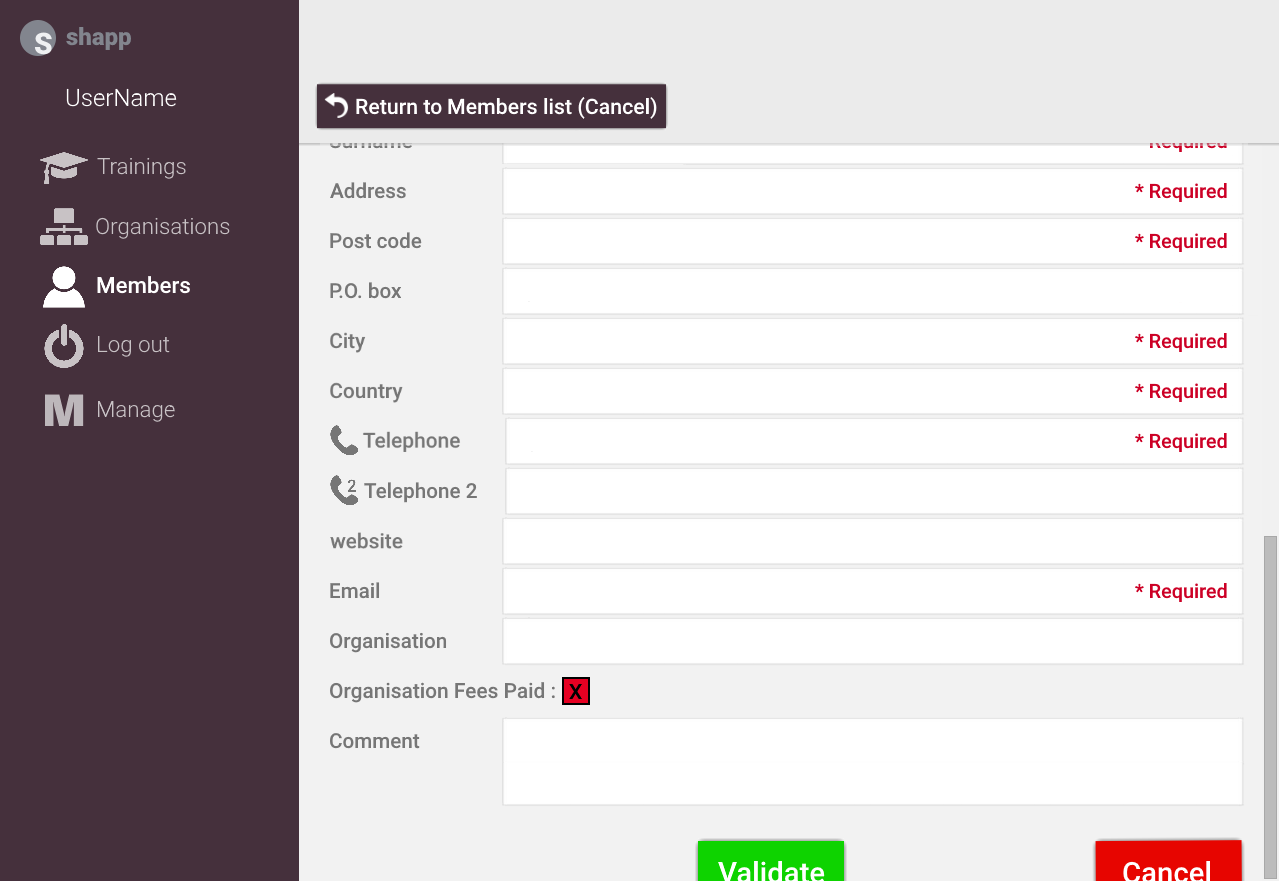 shapp
UserName
Trainings
Organisations
Members
Log out
Manage
Return to Members list (Cancel)
Surname Required
Address * Required
Post code * Required
P.O. box
City * Required
Country * Required
Telephone * Required
2 Telephone 2
website
Email * Required
Organisation
Organisation Fees Paid : X
Comment
Validate Cancel